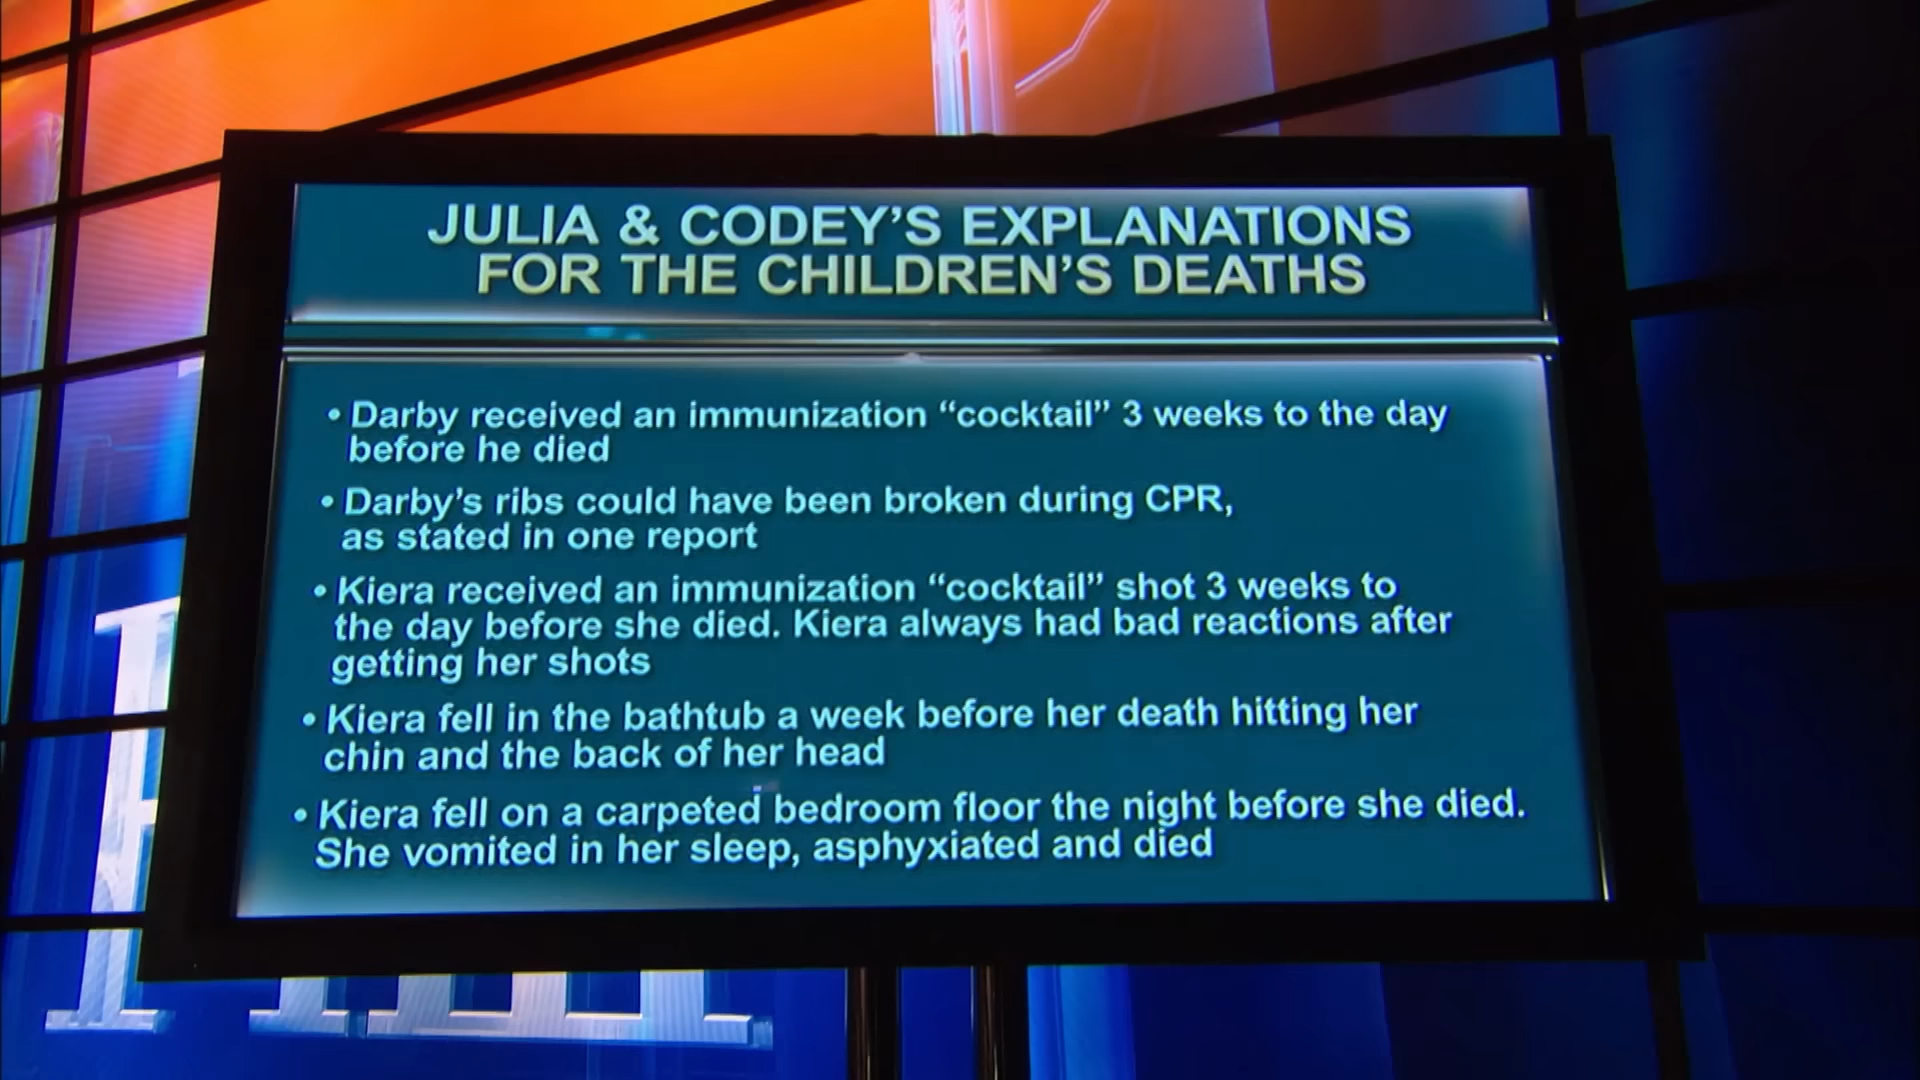 JULIA & CODEY'S EXPLANATIONS
FOR THE CHILDREN'S DEATHS
• Darby received an immunization “cocktail” 3 weeks to the day
before he died
• Darby's ribs could have been broken during CPR,
as stated in one report
• Kiera received an immunization “cocktail” shot 3 weeks to
the day before she died. Kiera always had bad reactions after
getting her shots
• Kiera fell in the bathtub a week before her death hitting her
chin and the back of her head
• Kiera fell on a carpeted bedroom floor the night before she died.
She vomited in her sleep, asphyxiated and died